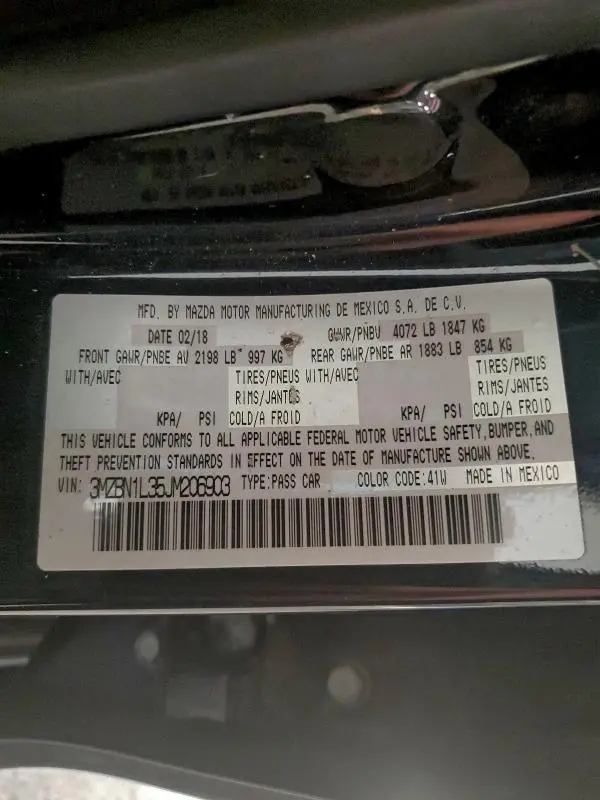 MFD. BY MAZDA MOTOR MANUFACTURING DE MEXICO S.A. DE C.V.
DATE 02/18 GWWR/PNBV 4072 LB 1847 KG
FRONT GAWR/PNBE AV 2198 LB 997 KG REAR GAWR/PNBE AR 1883 LB 854 KG
WITH/AVEC TIRES/PNEUS WITH/AVEC TIRES/PNEUS
RIMS/JANTES RIMS/JANTES
KPA/ PSI COLD/A FROID KPA/ PSI COLD/A FROID
THIS VEHICLE CONFORMS TO ALL APPLICABLE FEDERAL MOTOR VEHICLE SAFETY, BUMPER, AND
THEFT PREVENTION STANDARDS IN EFFECT ON THE DATE OF MANUFACTURE SHOWN ABOVE.
VIN: 3MZBN1L35JM206903 TYPE:PASS CAR COLOR CODE:41W MADE IN MEXICO